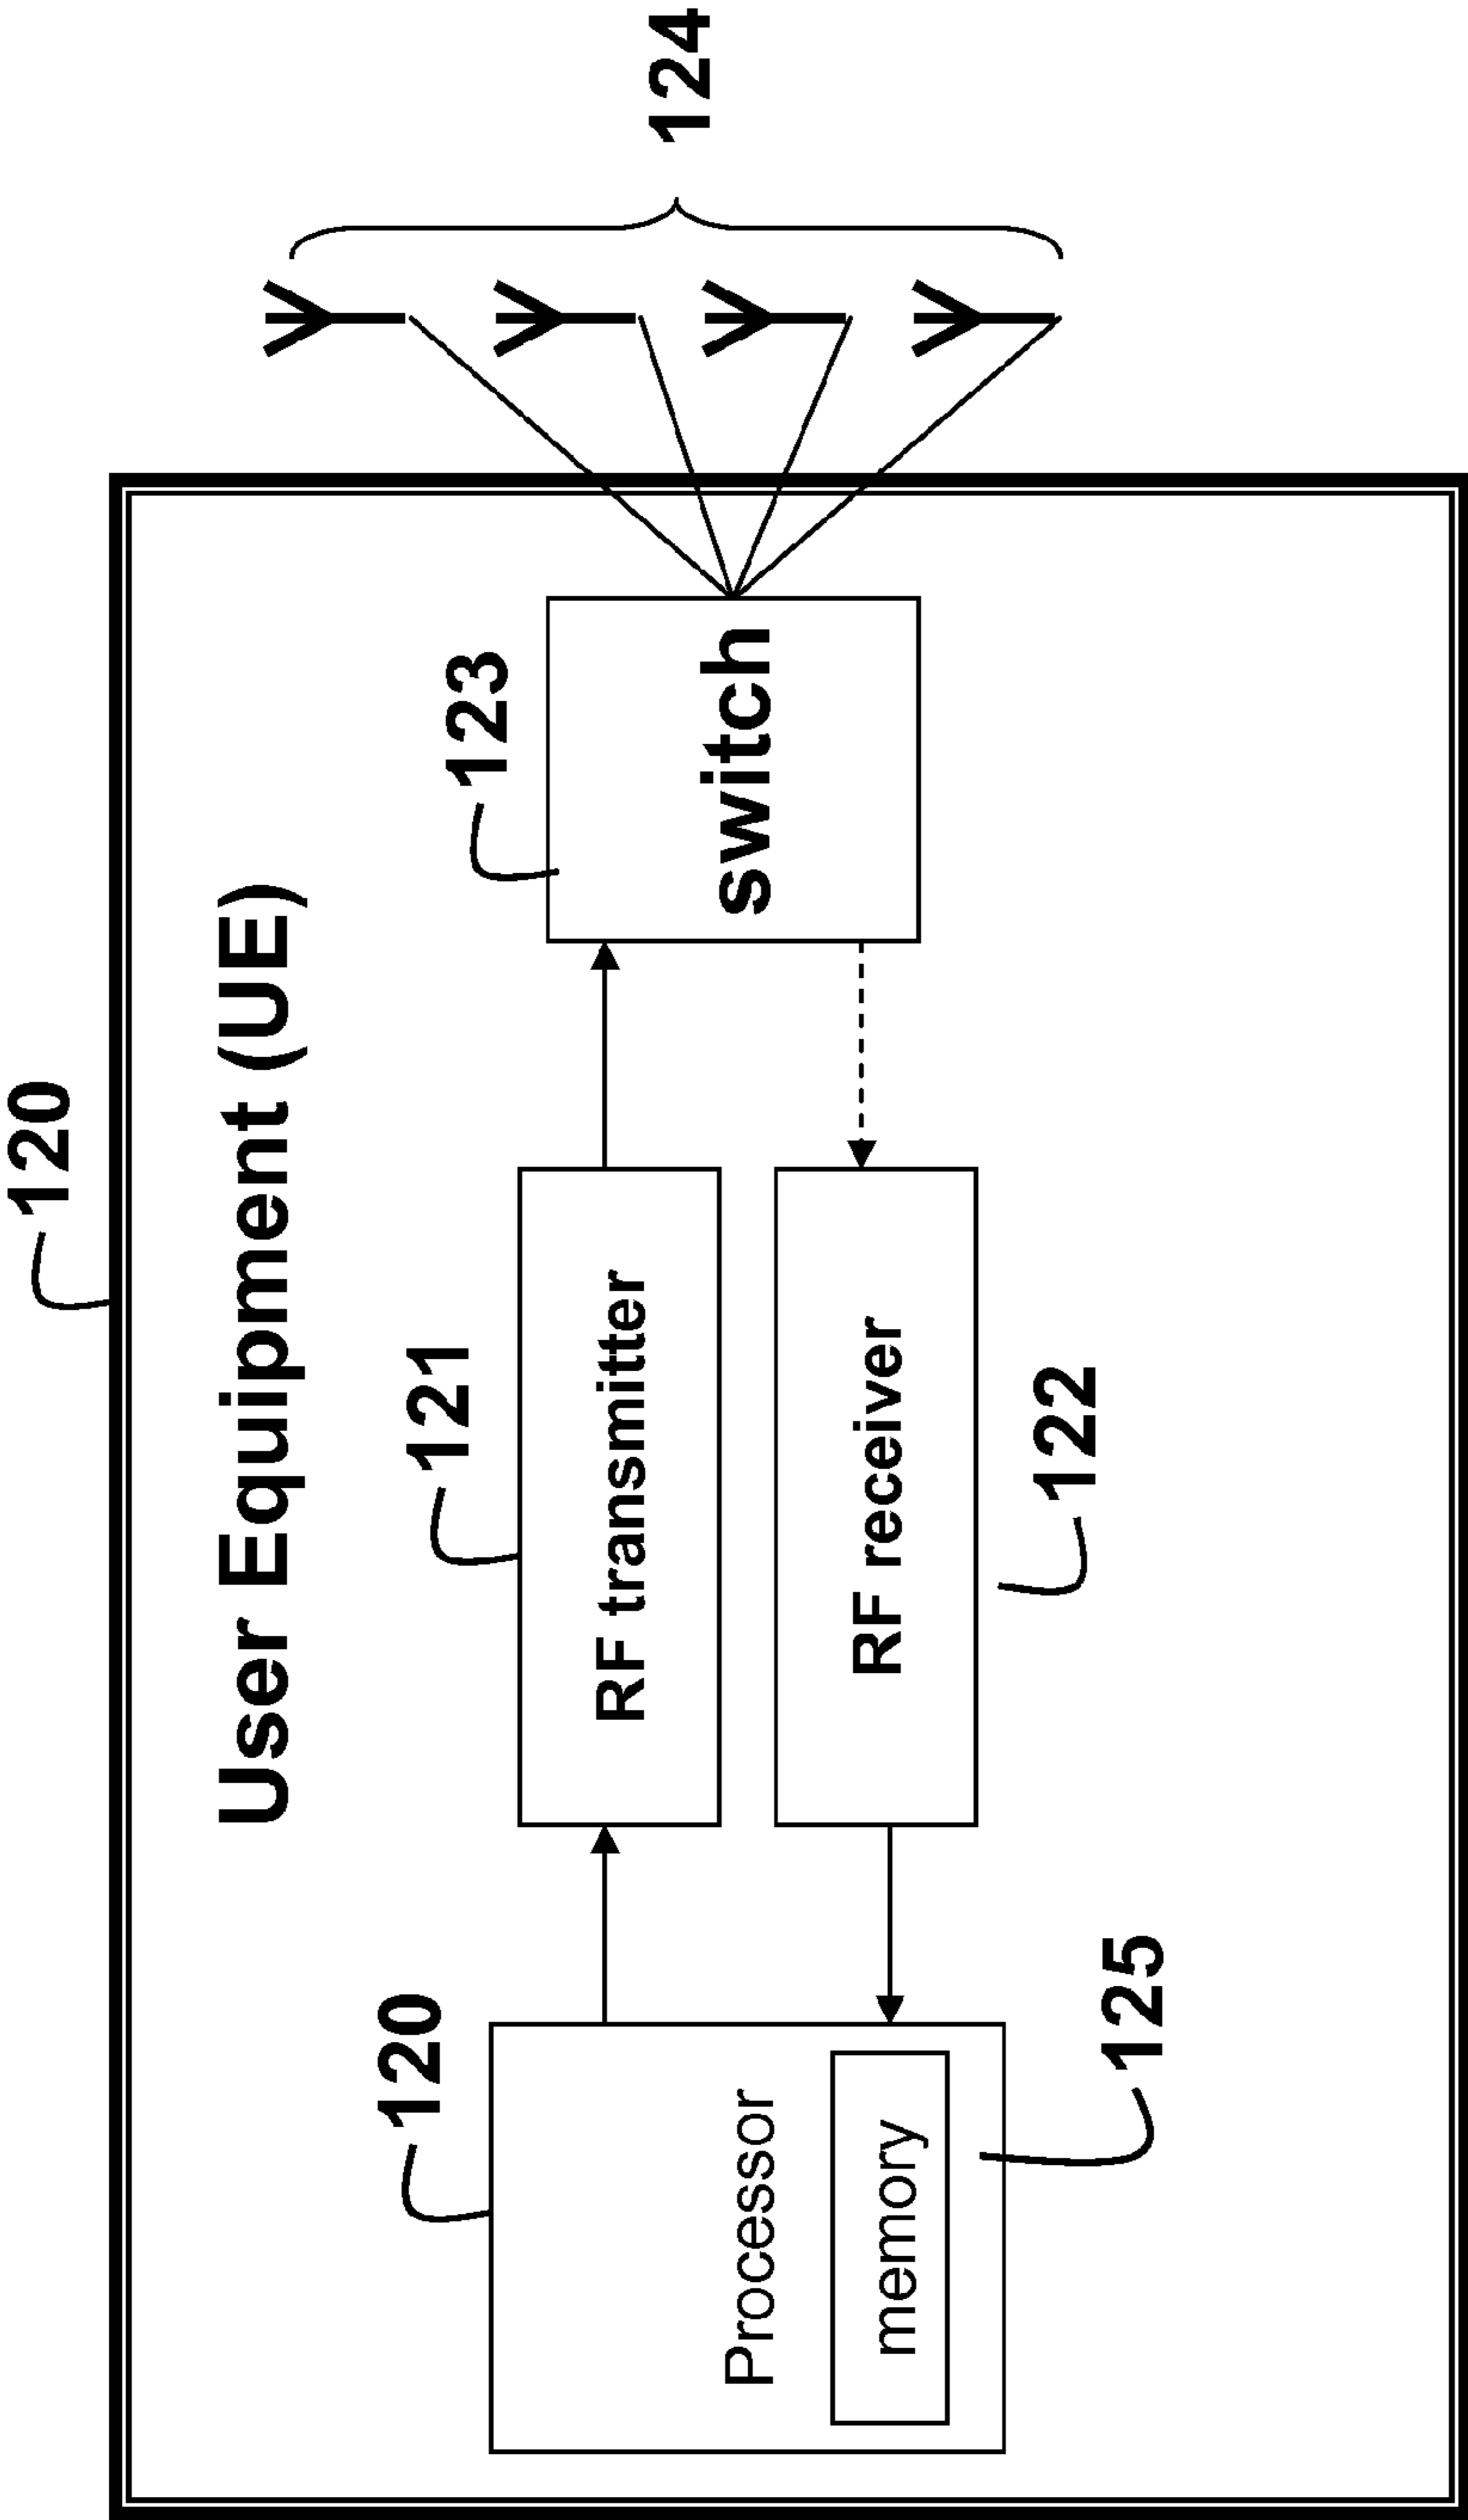 120
User Equipment (UE)
120
121
123
124
Processor
RF transmitter
switch
memory
RF receiver
125
122